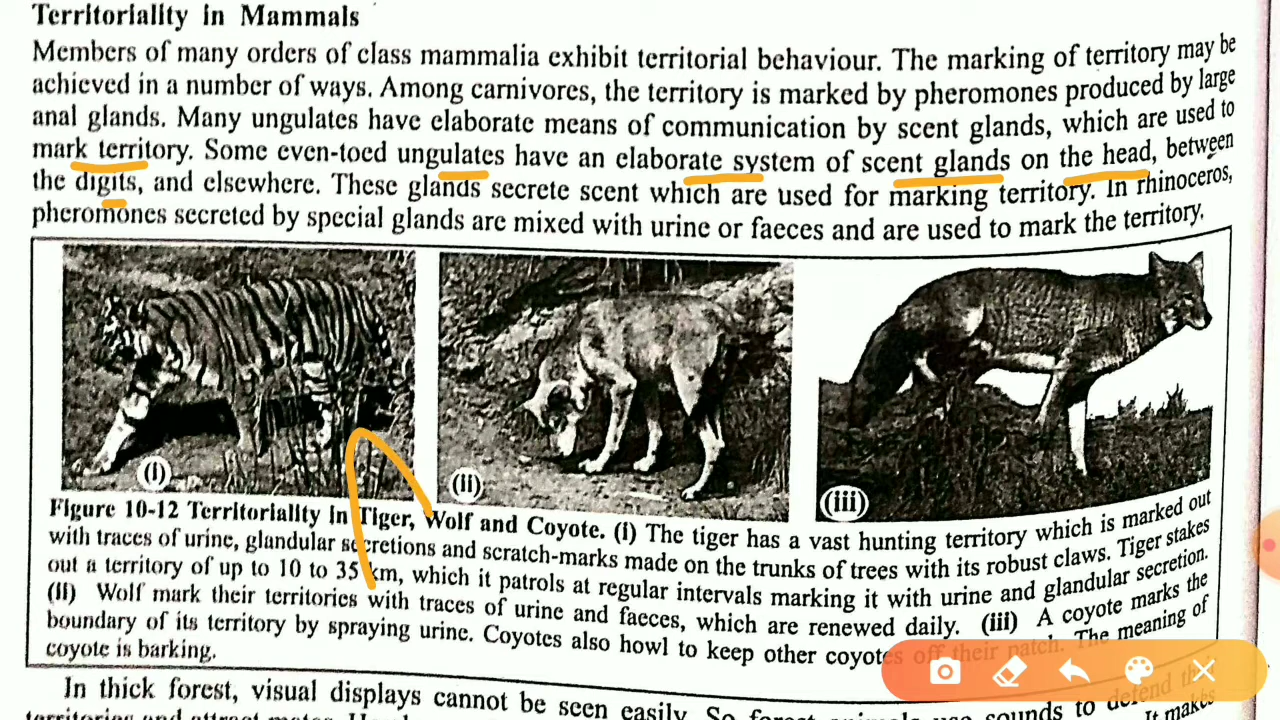 Territoriality in Mammals
Members of many orders of class mammalia exhibit territorial behaviour. The marking of territory may be
achieved in a number of ways. Among carnivores, the territory is marked by pheromones produced by large
anal glands. Many ungulates have elaborate means of communication by scent glands, which are used to
mark territory. Some even-toed ungulates have an elaborate system of scent glands on the head, between
the digits, and elsewhere. These glands secrete scent which are used for marking territory. In rhinoceros,
pheromones secreted by special glands are mixed with urine or faeces and are used to mark the territory.
(i)
(ii)
(iii)
Figure 10-12 Territoriality in Tiger, Wolf and Coyote. (i) The tiger has a vast hunting territory which is marked out
with traces of urine, glandular secretions and scratch-marks made on the trunks of trees with its robust claws. Tiger stakes
out a territory of up to 10 to 35 km, which it patrols at regular intervals marking it with urine and glandular secretion.
(ii) Wolf mark their territories with traces of urine and faeces, which are renewed daily. (iii) A coyote marks the
boundary of its territory by spraying urine. Coyotes also howl to keep other coyotes off their patch. The meaning of
coyote is barking.
In thick forest, visual displays cannot be seen easily. So forest animals use sounds to defend their
territories and attract mates. It makes